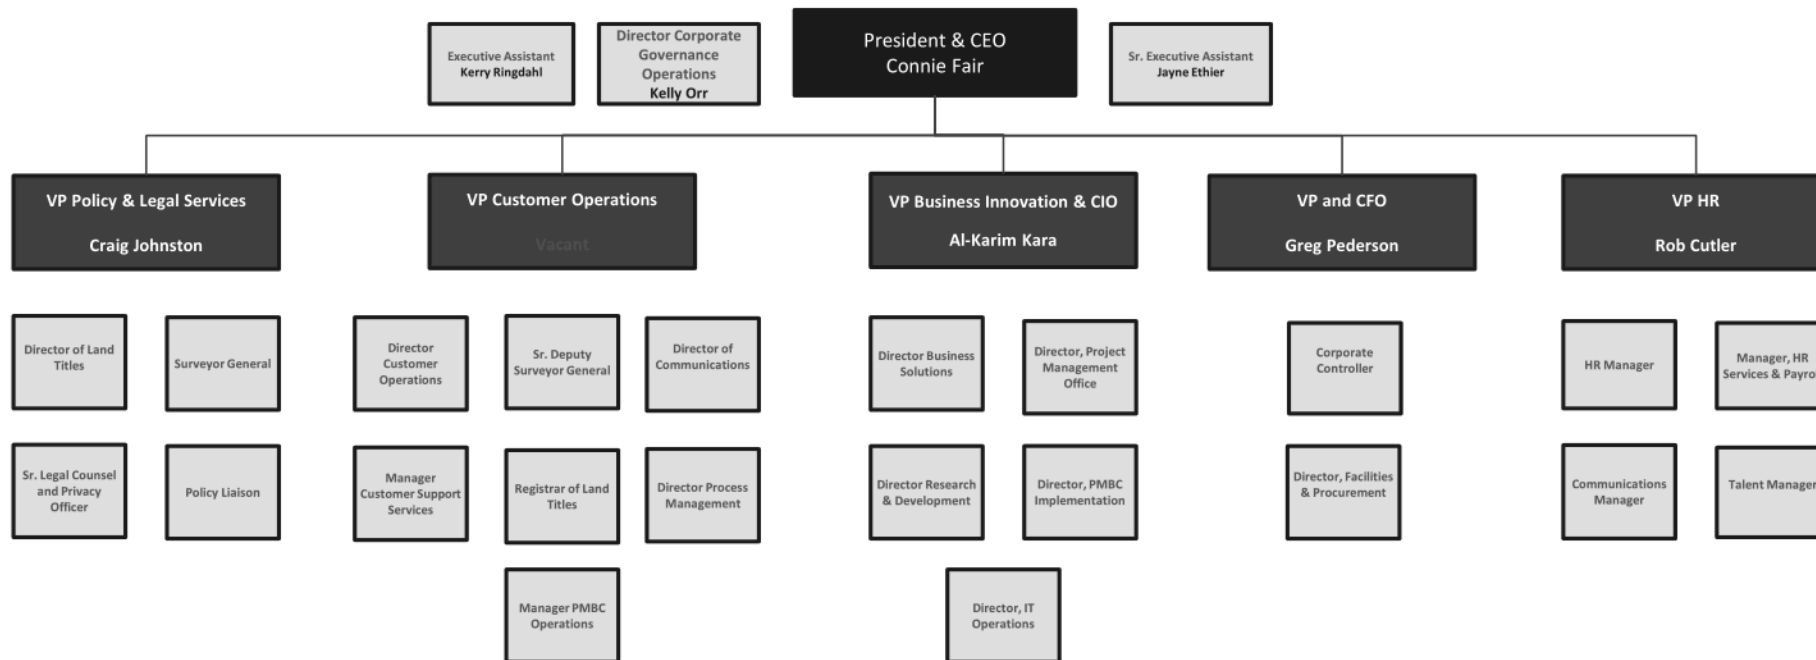 Executive Assistant
Kerry Ringdahl
Director Corporate
Governance
Operations
Kelly Orr
President & CEO
Connie Fair
Sr. Executive Assistant
Jayne Ethier
VP Policy & Legal Services
Craig Johnston
VP Customer Operations
Vacant
VP Business Innovation & CIO
Al-Karim Kara
VP and CFO
Greg Pederson
VP HR
Rob Cutler
Director of Land
Titles
Surveyor General
Director
Customer
Operations
Sr. Deputy
Surveyor General
Director of
Communications
Director Business
Solutions
Director, Project
Management
Office
Corporate
Controller
HR Manager
Manager, HR
Services & Payro
Sr. Legal Counsel
and Privacy
Officer
Policy Liaison
Manager
Customer Support
Services
Registrar of Land
Titles
Director Process
Management
Director Research
& Development
Director, PMBC
Implementation
Director, Facilities
& Procurement
Communications
Manager
Talent Manager
Manager PMBC
Operations
Director, IT
Operations